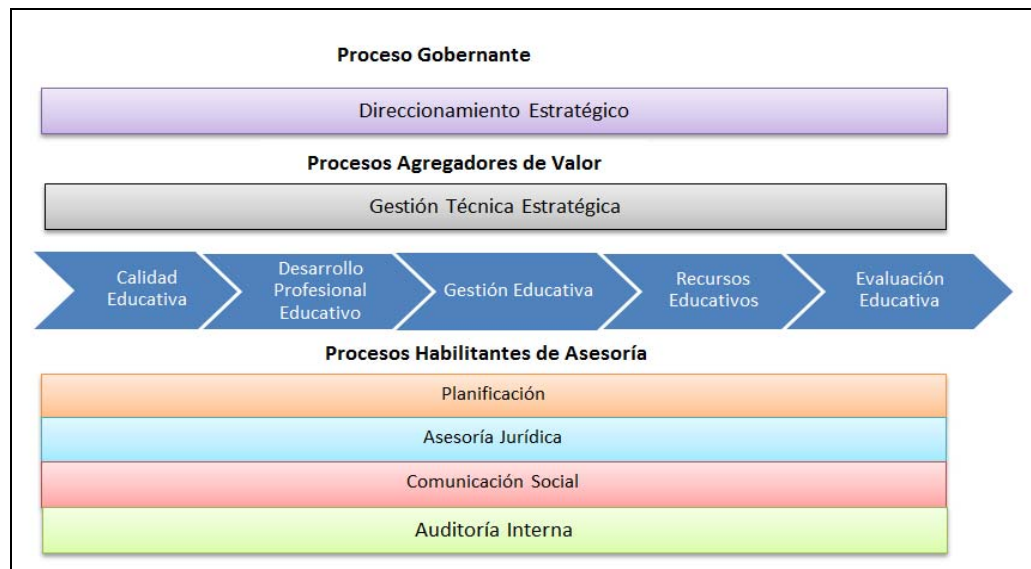 Proceso Gobernante
Direccionamiento Estratégico
Procesos Agregadores de Valor
Gestión Técnica Estratégica
Calidad
Educativa
Desarrollo
Profesional
Educativo
Gestión Educativa
Recursos
Educativos
Evaluación
Educativa
Procesos Habilitantes de Asesoría
Planificación
Asesoría Jurídica
Comunicación Social
Auditoría Interna